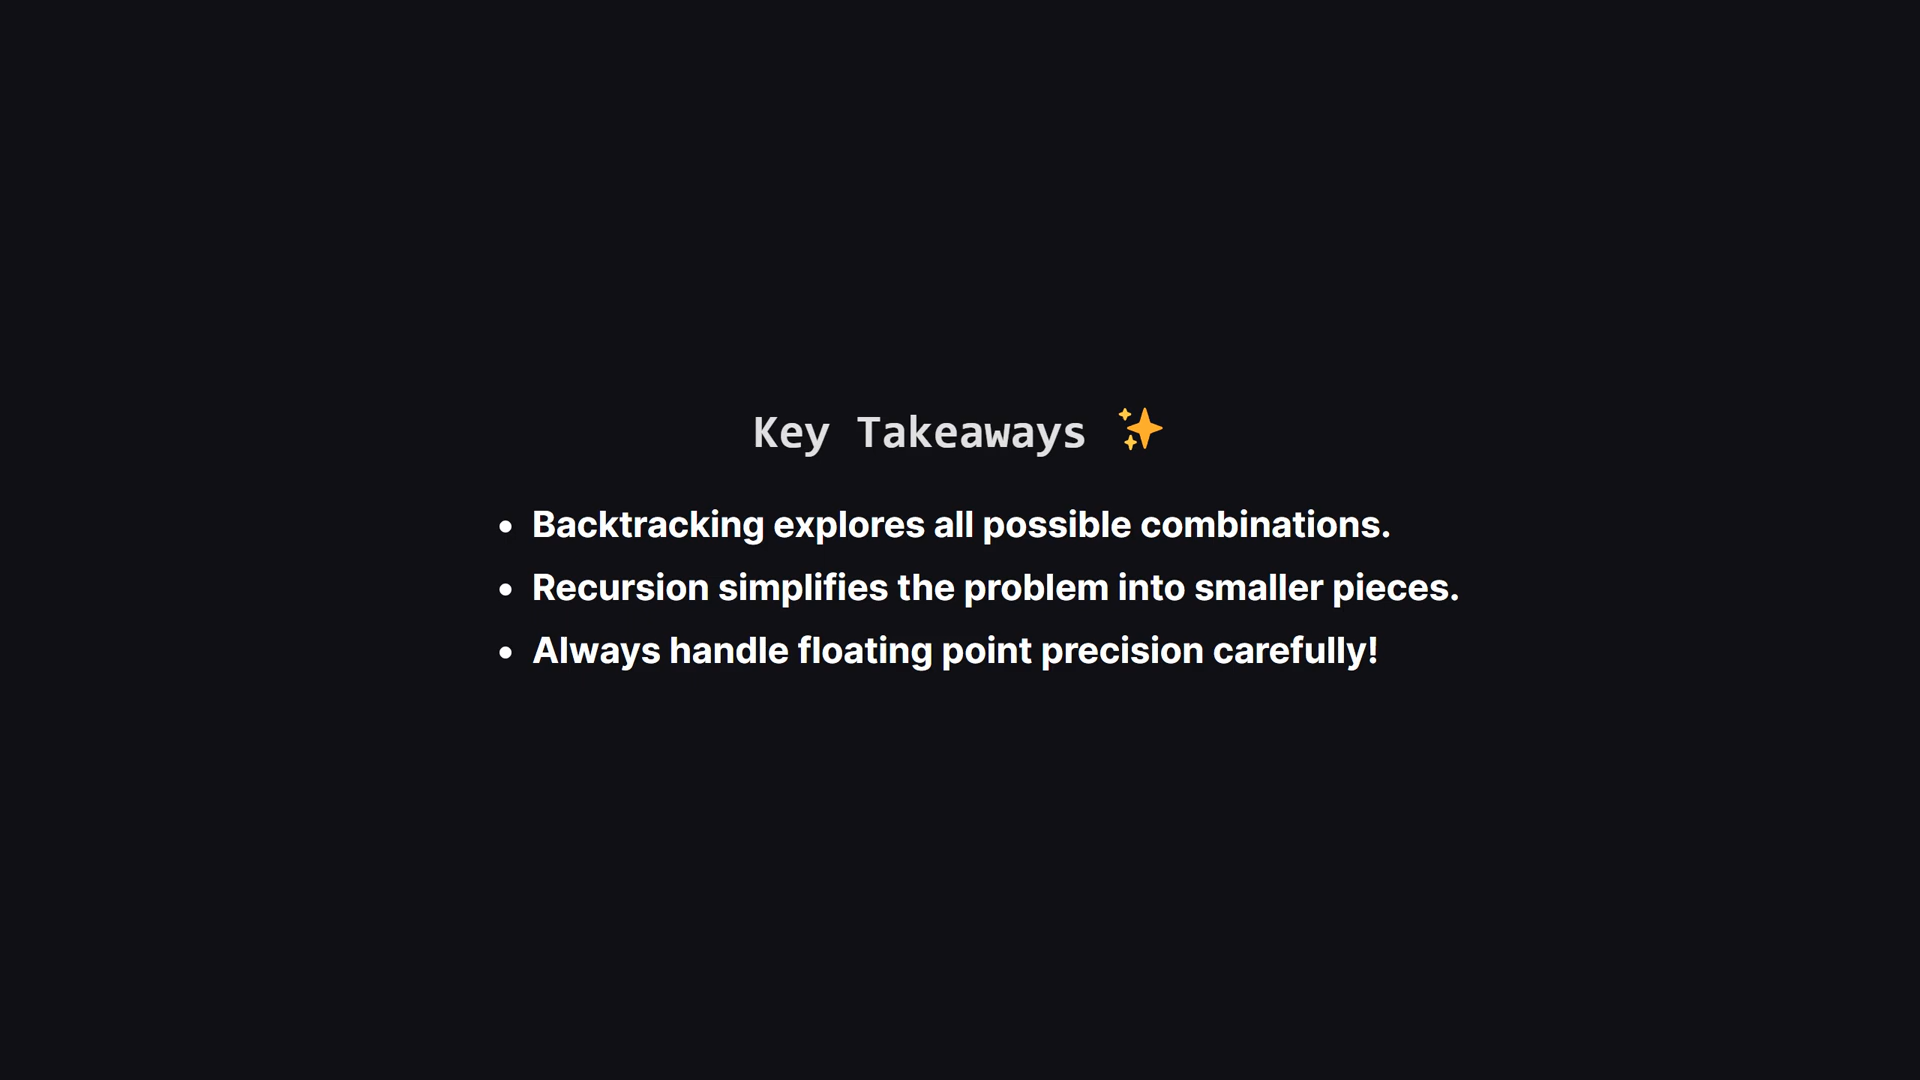 Key Takeaways ✨
• Backtracking explores all possible combinations.
• Recursion simplifies the problem into smaller pieces.
• Always handle floating point precision carefully!